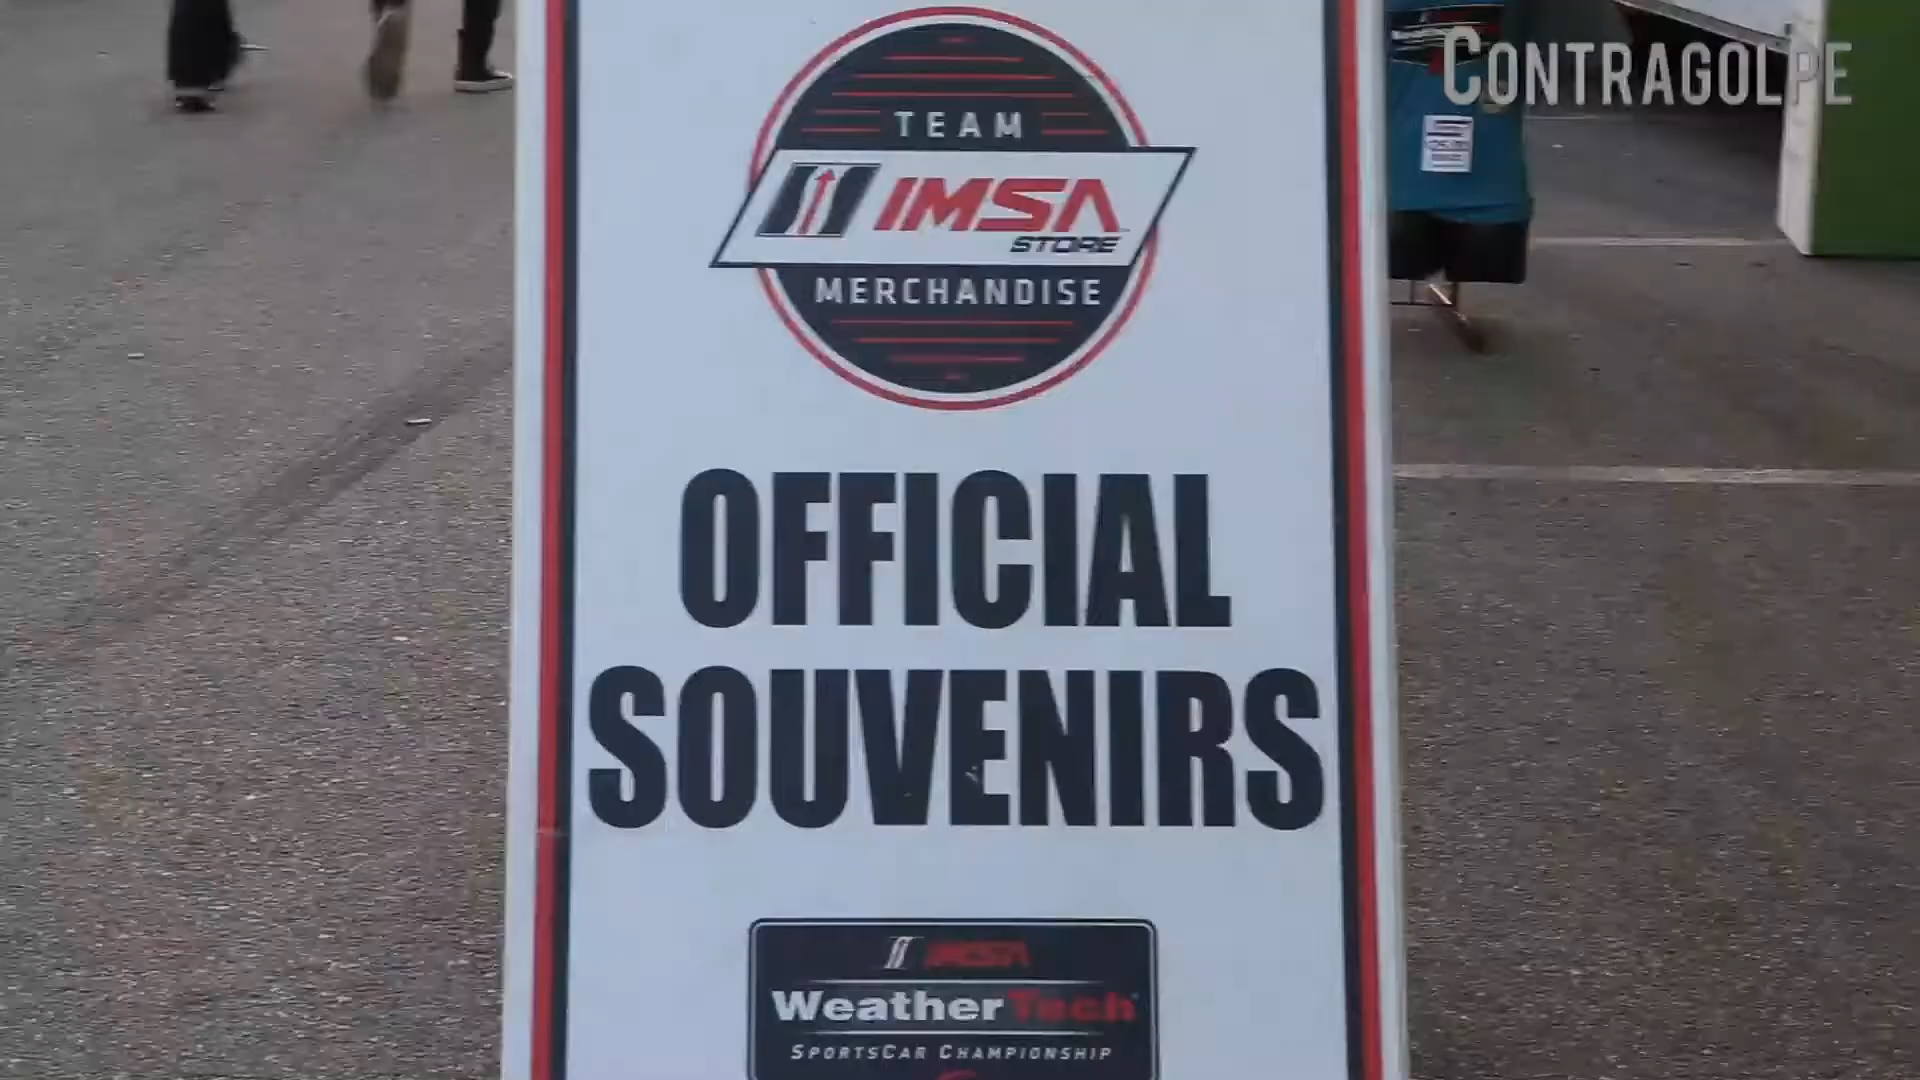 CONTRAGOLPE
TEAM
IMSA
STORE
MERCHANDISE
OFFICIAL
SOUVENIRS
IMSA
WeatherTech
SPORTSCAR CHAMPIONSHIP